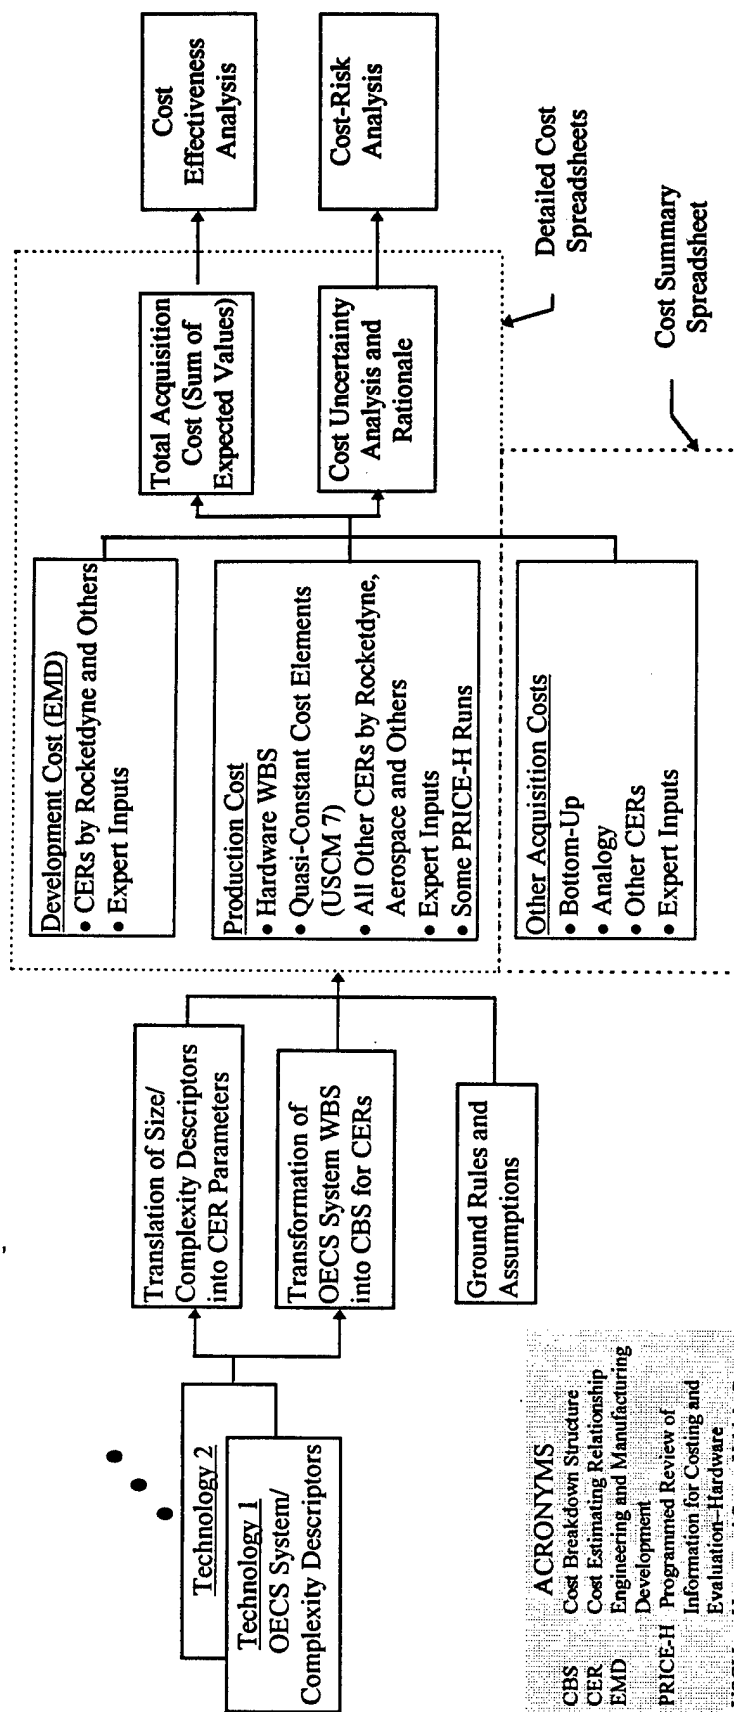 Technology 2
Technology 1
OECS System/
Complexity Descriptors
Translation of Size/
Complexity Descriptors
into CER Parameters
Transformation of
OECS System WBS
into CBS for CERs
Ground Rules and
Assumptions
Development Cost (EMD)
• CERs by Rocketdyne and Others
• Expert Inputs
Production Cost
• Hardware WBS
• Quasi-Constant Cost Elements
(USCM 7)
• All Other CERs by Rocketdyne,
Aerospace and Others
• Expert Inputs
• Some PRICE-H Runs
Other Acquisition Costs
• Bottom-Up
• Analogy
• Other CERs
• Expert Inputs
Total Acquisition
Cost (Sum of
Expected Values)
Cost Uncertainty
Analysis and
Rationale
Cost
Effectiveness
Analysis
Cost-Risk
Analysis
Detailed Cost
Spreadsheets
Cost Summary
Spreadsheet
ACRONYMS
CBS Cost Breakdown Structure
CER Cost Estimating Relationship
EMD Engineering and Manufacturing
Development
PRICE-H Programmed Review of
Information for Costing and
Evaluation–Hardware